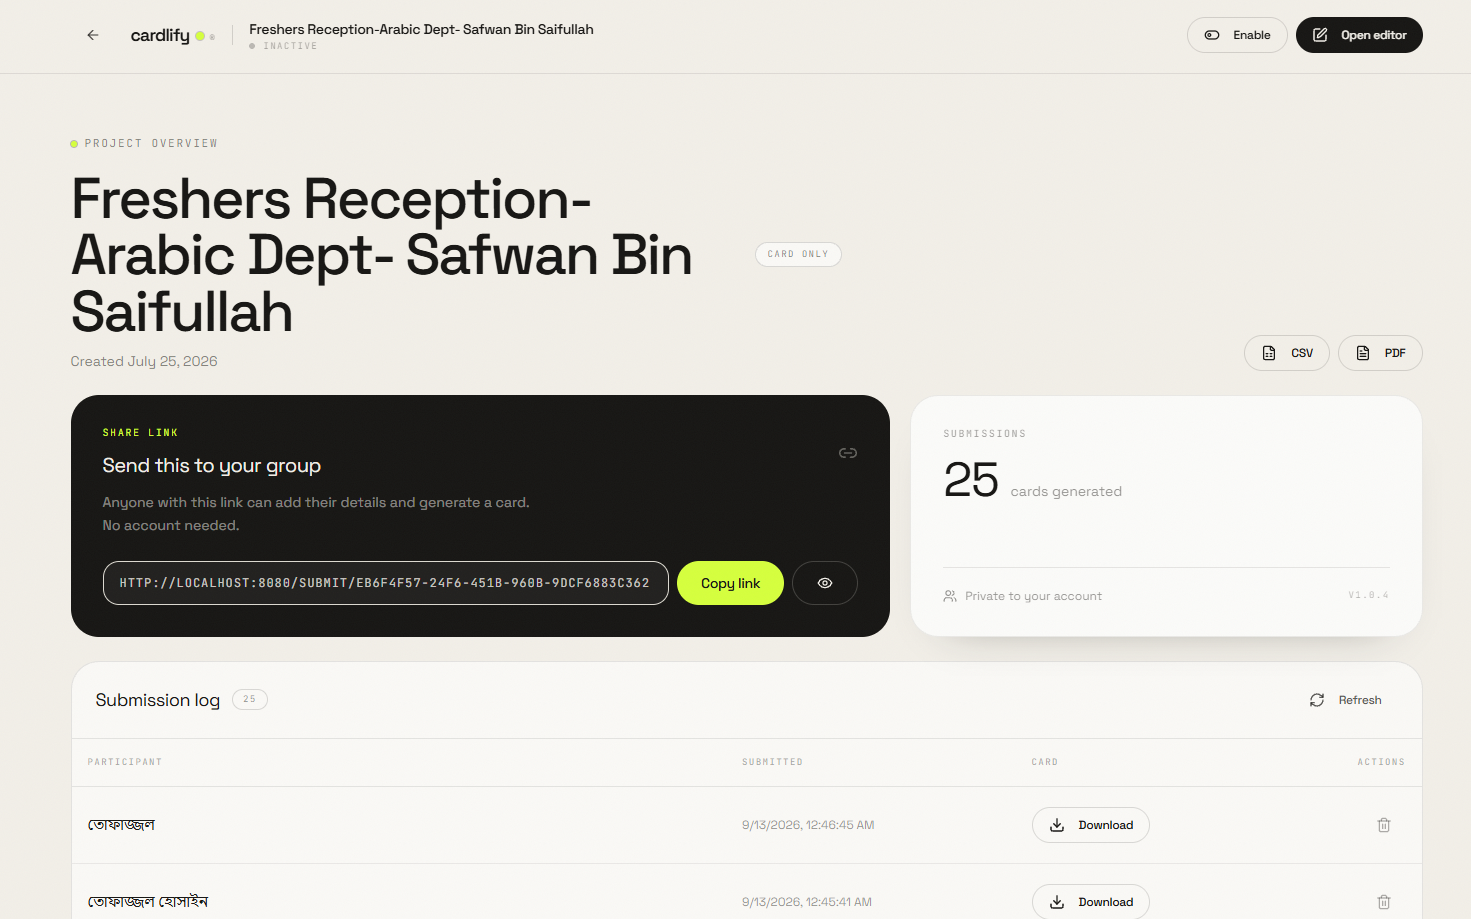 cardlify ®
Freshers Reception-Arabic Dept- Safwan Bin Saifullah
INACTIVE
Enable
Open editor
PROJECT OVERVIEW
Freshers Reception-
Arabic Dept- Safwan Bin
Saifullah
CARD ONLY
Created July 25, 2026
CSV
PDF
SHARE LINK
Send this to your group
Anyone with this link can add their details and generate a card.
No account needed.
HTTP://LOCALHOST:8080/SUBMIT/EB6F4F57-24F6-451B-960B-9DCF6883C362
Copy link
SUBMISSIONS
25 cards generated
Private to your account
V1.0.4
Submission log 25
Refresh
PARTICIPANT SUBMITTED CARD ACTIONS
তোফাজ্জল 9/13/2026, 12:46:45 AM Download
তোফাজ্জল হোসাইন 9/13/2026, 12:45:41 AM Download